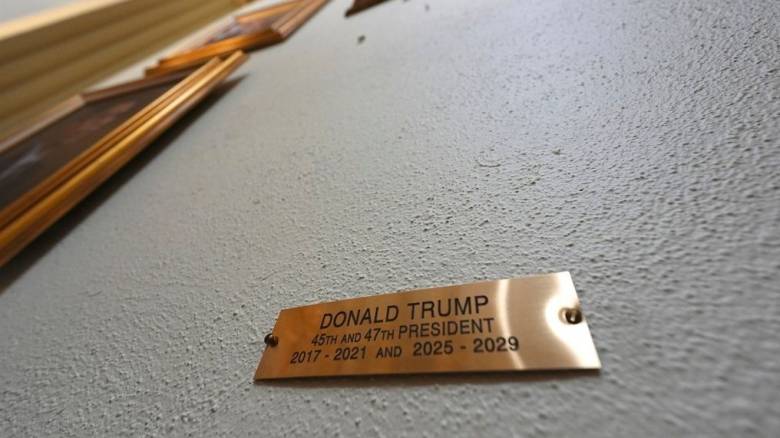 DONALD TRUMP
45TH AND 47TH PRESIDENT
2017 - 2021 AND 2025 - 2029